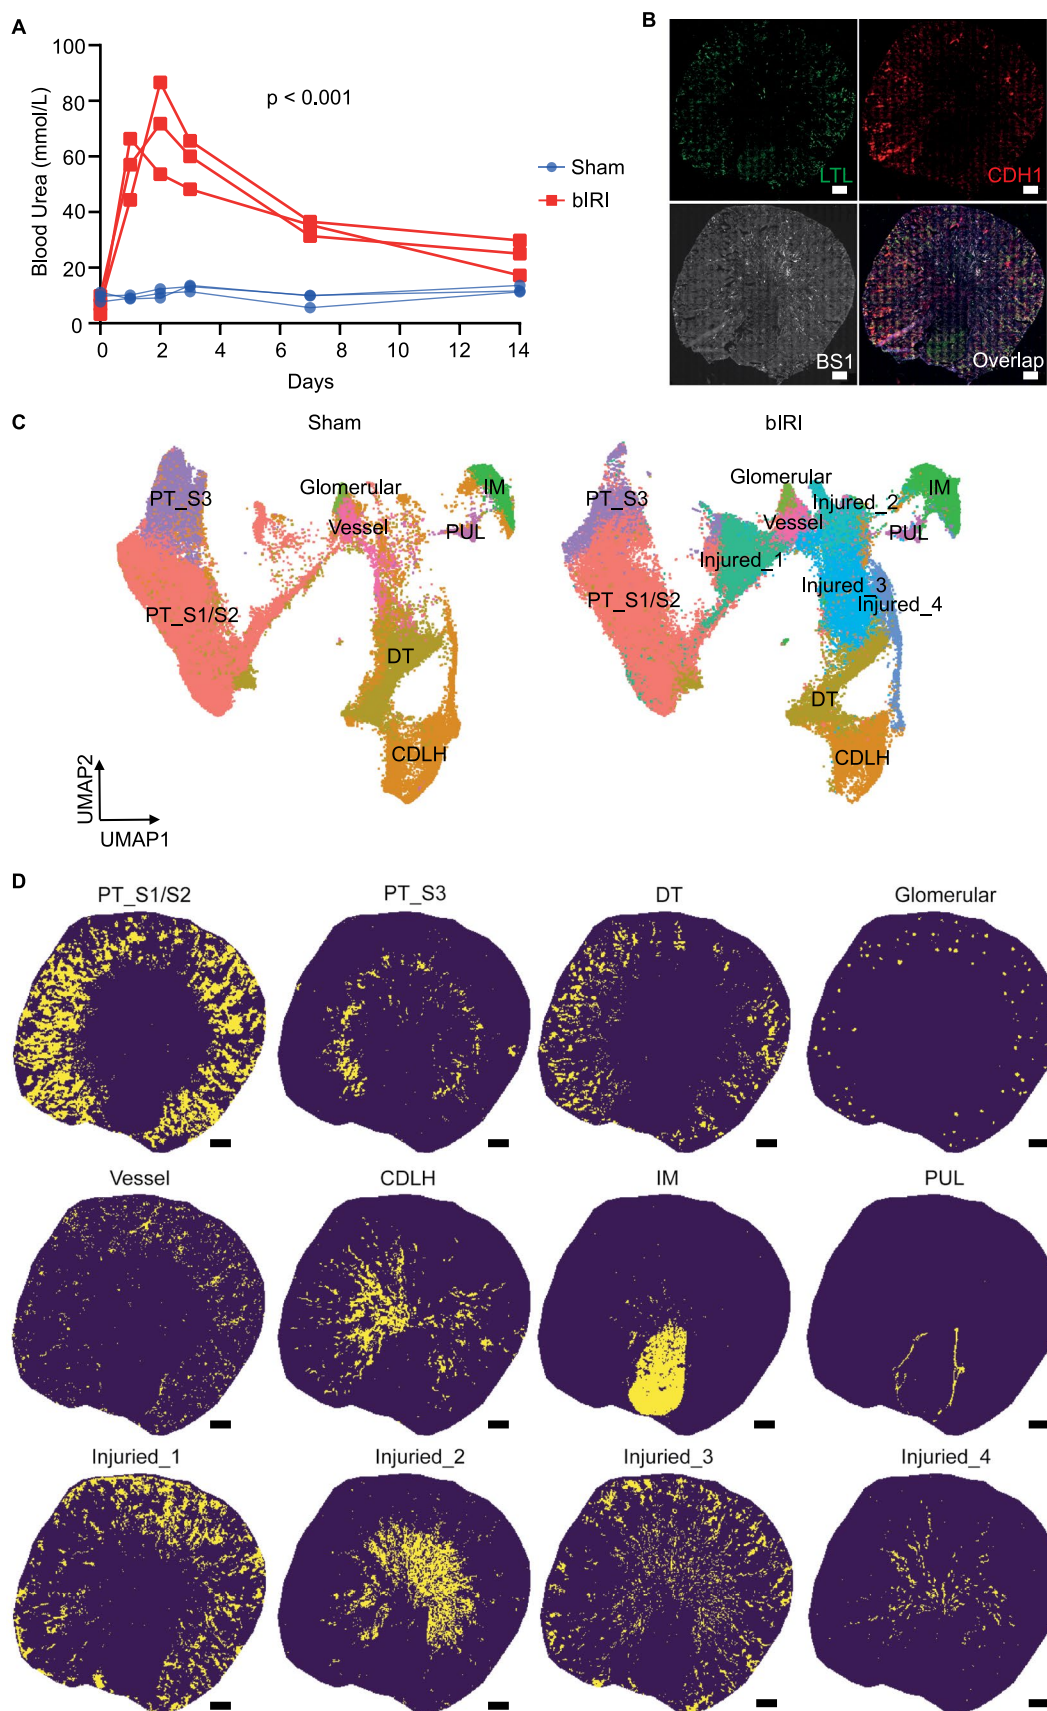 A
100
80
60
40
20
0
Blood Urea (mmol/L)
p < 0.001
0 2 4 6 8 10 12 14
Days
Sham
bIRI
B
LTL
CDH1
BS1
Overlap
C
Sham
PT_S3
PT_S1/S2
Glomerular
Vessel
IM
PUL
DT
CDLH
UMAP2
UMAP1
bIRI
PT_S3
PT_S1/S2
Glomerular
Vessel
Injured_2
IM
PUL
Injured_1
Injured_3
Injured_4
DT
CDLH
D
PT_S1/S2 PT_S3 DT Glomerular
Vessel CDLH IM PUL
Injuried_1 Injuried_2 Injuried_3 Injuried_4